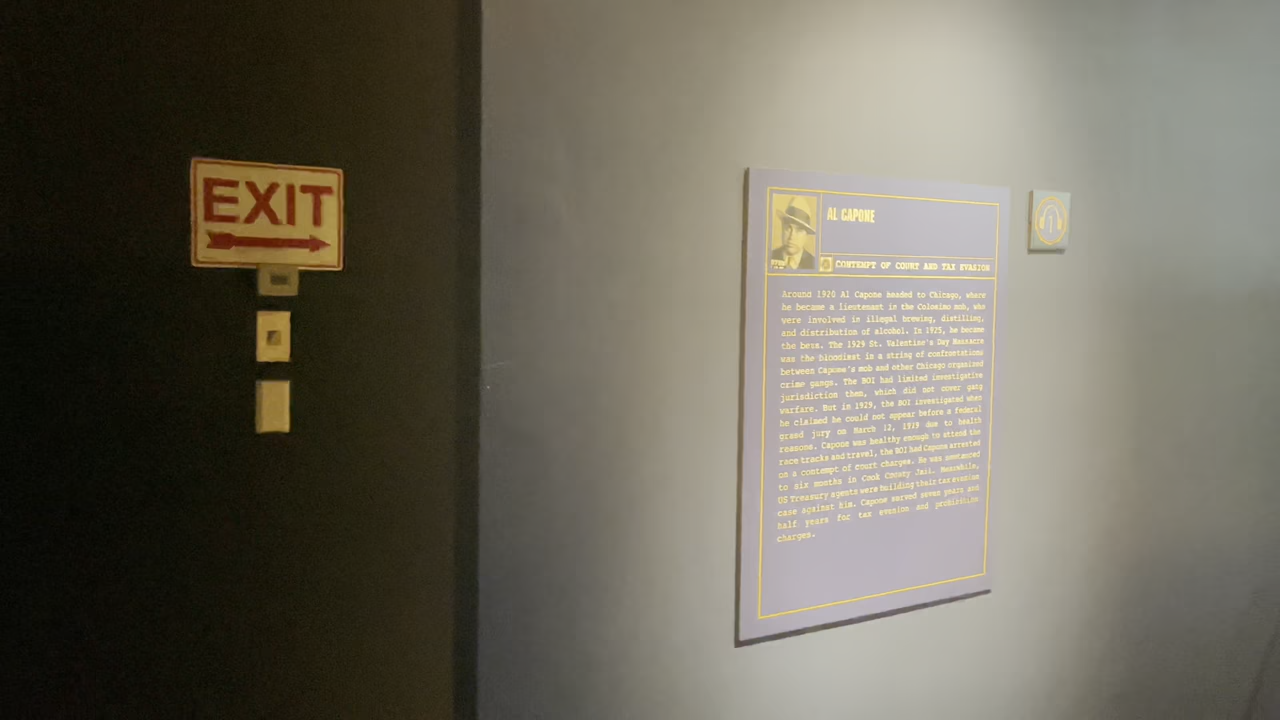 EXIT
AL CAPONE
CONTEMPT OF COURT AND TAX EVASION
Around 1920 Al Capone headed to Chicago, where
he became a lieutenant in the Colosimo mob, who
were involved in illegal brewing, distilling,
and distribution of alcohol. In 1925, he became
the boss. The 1929 St. Valentine's Day Massacre
was the bloodiest in a string of confrontations
between Capone's mob and other Chicago organized
crime gangs. The BOI had limited investigative
jurisdiction then, which did not cover gang
warfare. But in 1929, the BOI investigated when
he claimed he could not appear before a federal
grand jury on March 12, 1929 due to health
reasons. Capone was healthy enough to attend the
race tracks and travel, the BOI had Capone arrested
on a contempt of court charges. He was sentenced
to six months in Cook County Jail. Meanwhile,
US Treasury agents were building their tax evasion
case against him. Capone served seven years and
half years for tax evasion and prohibition
charges.
1